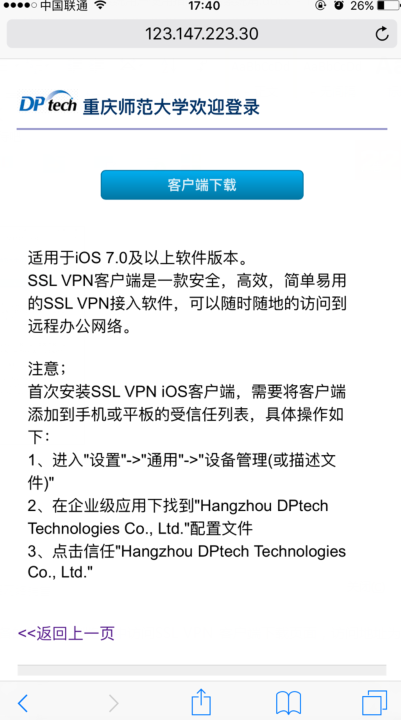 中国联通 17:40 26%
123.147.223.30
DPtech 重庆师范大学欢迎登录
客户端下载
适用于iOS 7.0及以上软件版本。
SSL VPN客户端是一款安全，高效，简单易用
的SSL VPN接入软件，可以随时随地的访问到
远程办公网络。
注意；
首次安装SSL VPN iOS客户端，需要将客户端
添加到手机或平板的受信任列表，具体操作如
下：
1、进入"设置"->"通用"->"设备管理(或描述文
件)"
2、在企业级应用下找到"Hangzhou DPtech
Technologies Co., Ltd."配置文件
3、点击信任"Hangzhou DPtech Technologies
Co., Ltd."
<<返回上一页